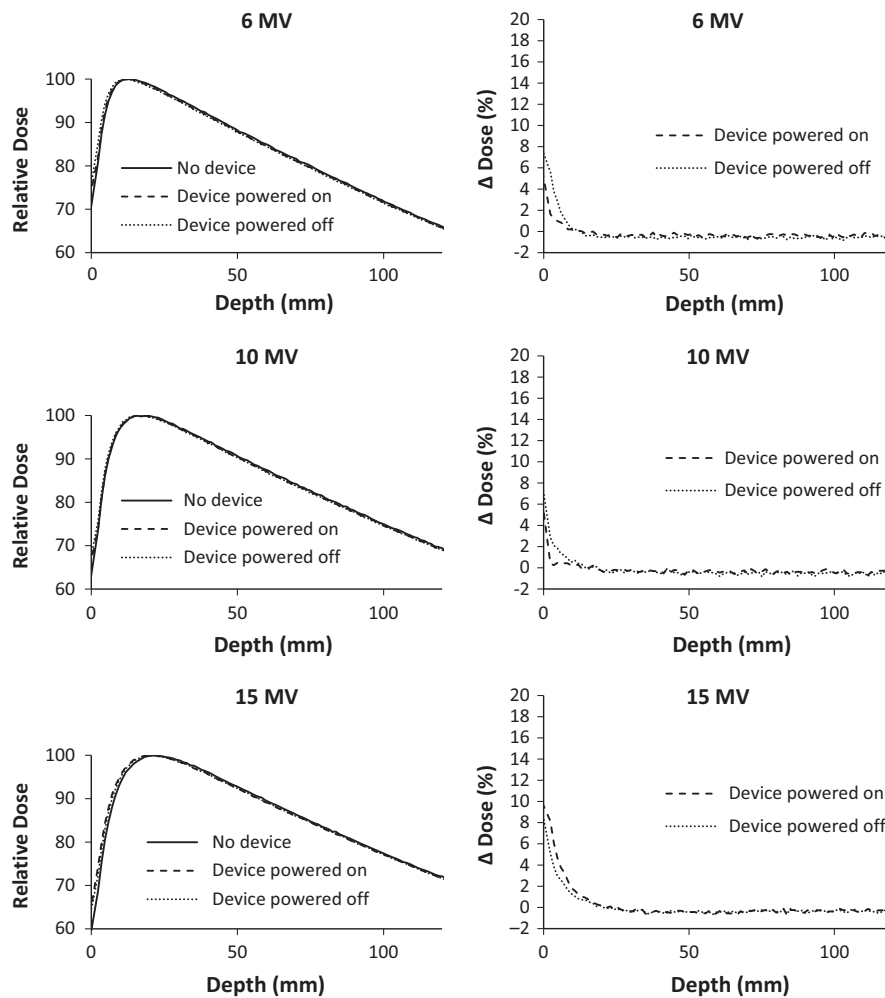 6 MV
Relative Dose
100
90
80
70
60
No device
Device powered on
Device powered off
0
50
100
Depth (mm)
6 MV
Δ Dose (%)
20
18
16
14
12
10
8
6
4
2
0
-2
Device powered on
Device powered off
0
50
100
Depth (mm)
10 MV
Relative Dose
100
90
80
70
60
No device
Device powered on
Device powered off
0
50
100
Depth (mm)
10 MV
Δ Dose (%)
20
18
16
14
12
10
8
6
4
2
0
-2
Device powered on
Device powered off
0
50
100
Depth (mm)
15 MV
Relative Dose
100
90
80
70
60
No device
Device powered on
Device powered off
0
50
100
Depth (mm)
15 MV
Δ Dose (%)
20
18
16
14
12
10
8
6
4
2
0
−2
Device powered on
Device powered off
0
50
100
Depth (mm)